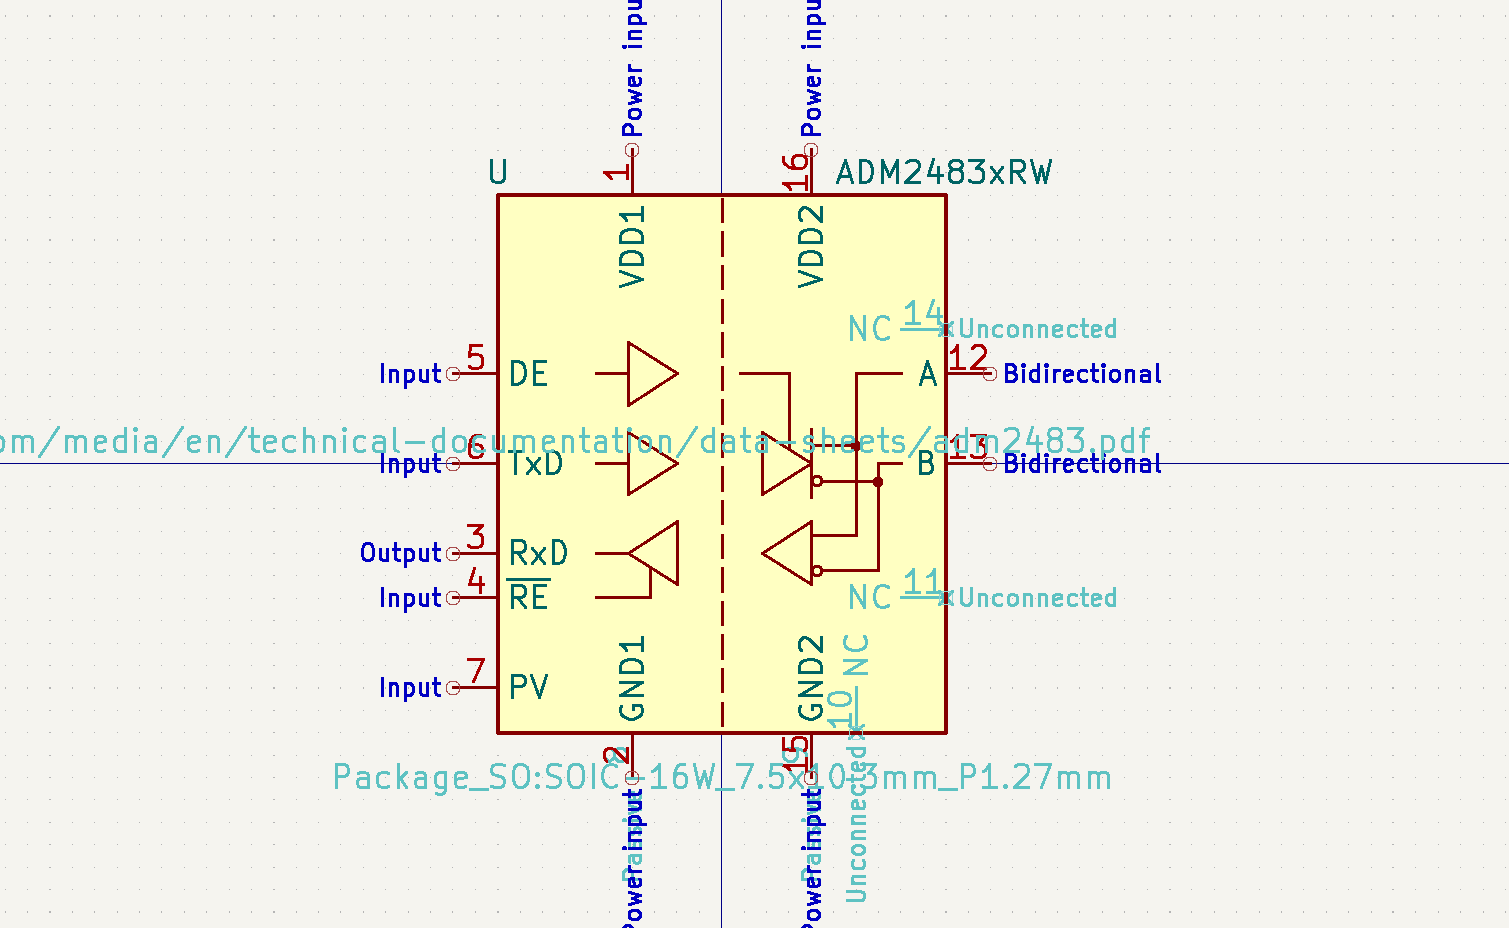 Power input
Power input
U
1
16
ADM2483xRW
VDD1
VDD2
NC 14 Unconnected
Input 5 DE
A 12 Bidirectional
om/media/en/technical-documentation/data-sheets/adm2483.pdf
Input 6 TxD
B 13 Bidirectional
Output 3 RxD
Input 4 RE
NC 11 Unconnected
Input 7 PV
GND1
GND2
10 NC
Unconnected
2
15
Package_SO:SOIC-16W_7.5x10.3mm_P1.27mm
Passive
Power input
Passive
Power input